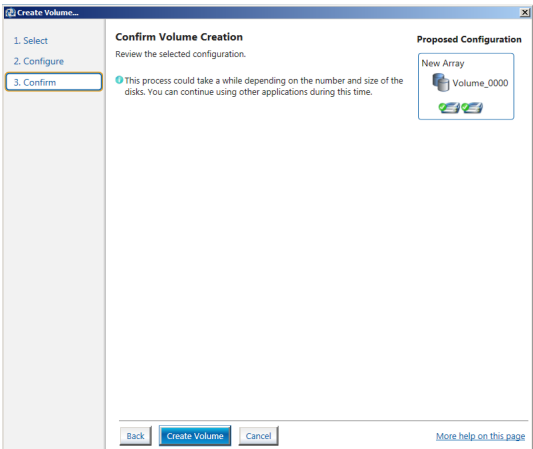 Create Volume...
1. Select
2. Configure
3. Confirm
Confirm Volume Creation
Review the selected configuration.
This process could take a while depending on the number and size of the
disks. You can continue using other applications during this time.
Proposed Configuration
New Array
Volume_0000
Back
Create Volume
Cancel
More help on this page